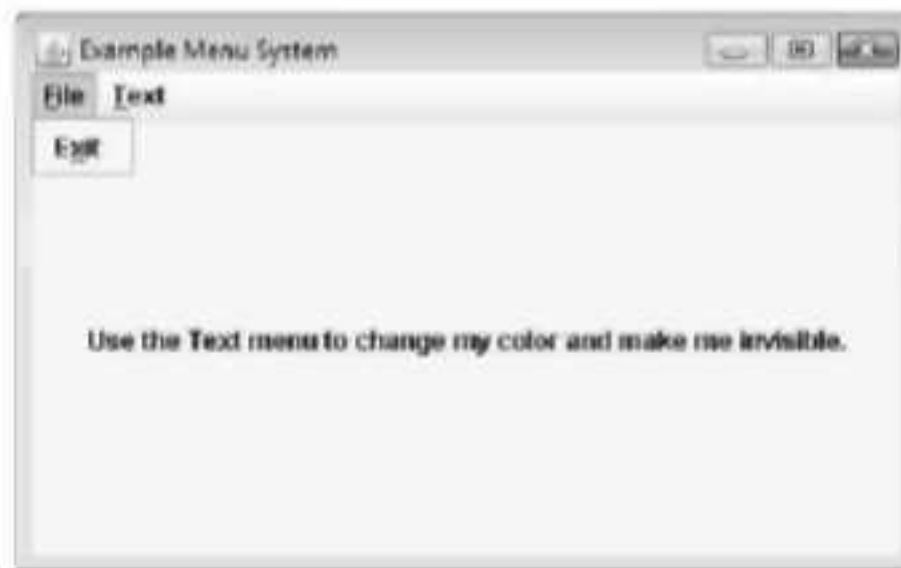 Example Menu System
File Text
Exit
Use the Text menu to change my color and make me invisible.